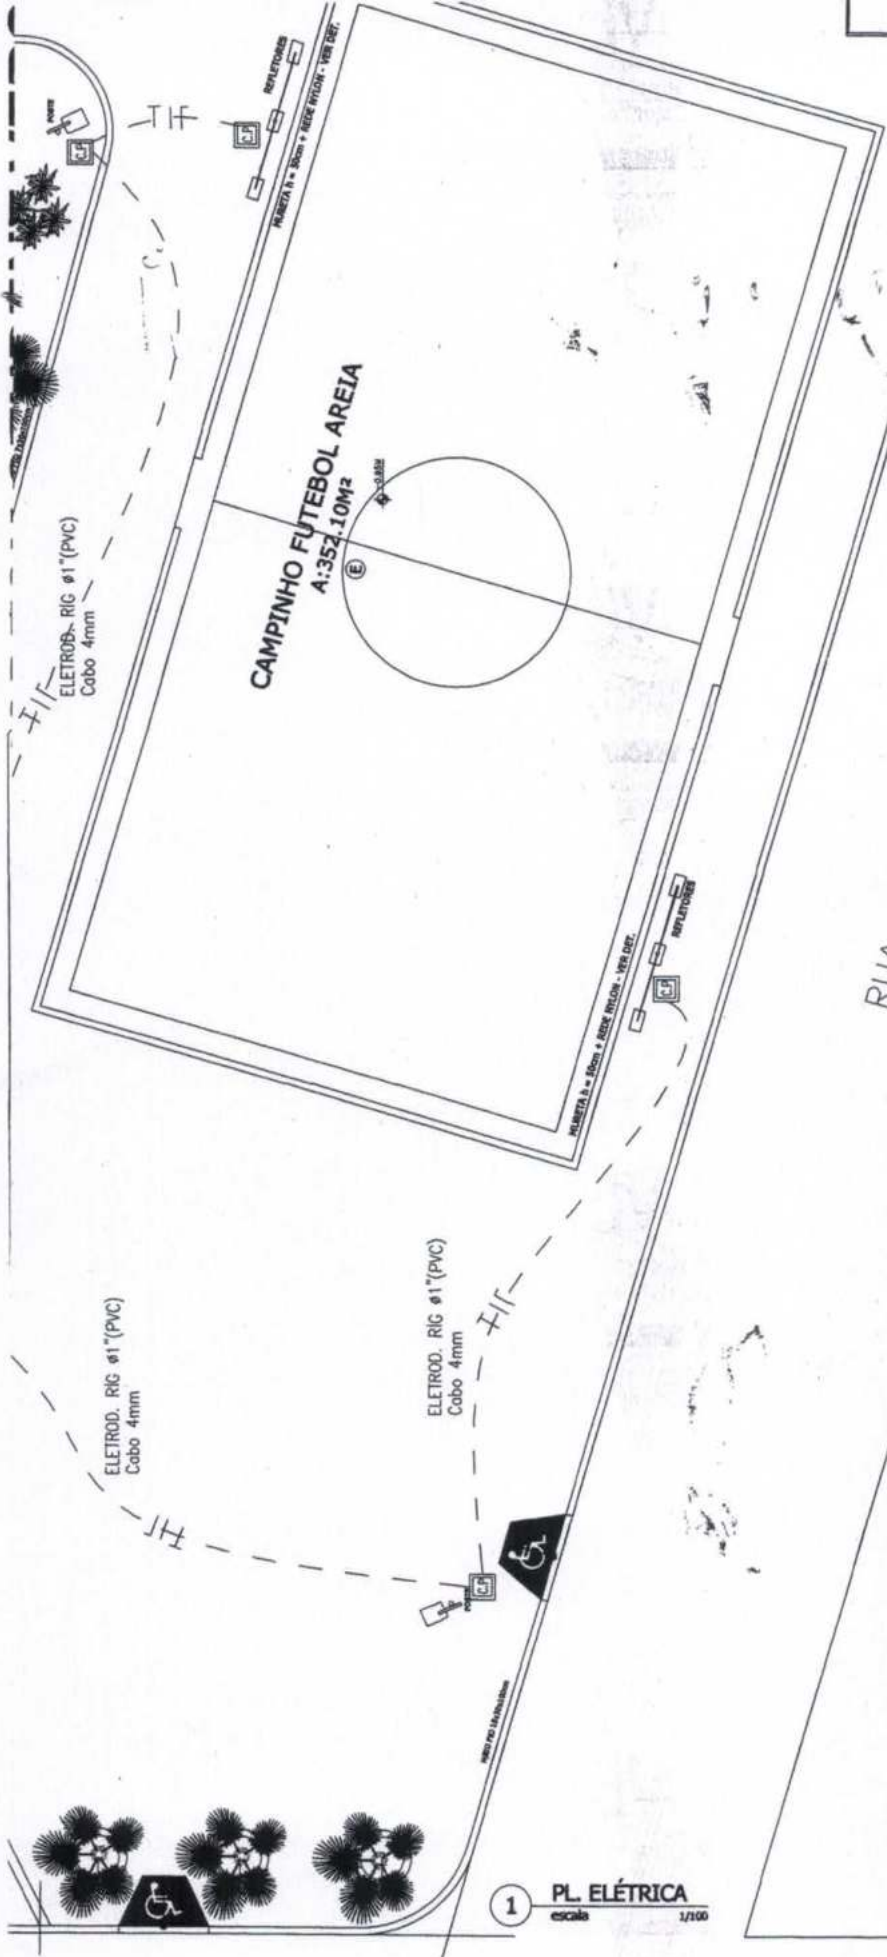 REFLETORES
POSTE
C.P
C.P
MURETA h = 50cm + REDE NYLON - VER DET.
CAMPINHO FUTEBOL AREIA
A:352.10M²
E
ELETROD. RIG ø1"(PVC)
Cabo 4mm
REFLETORES
C.P
MURETA h = 50cm + REDE NYLON - VER DET.
RUA
ELETROD. RIG ø1"(PVC)
Cabo 4mm
ELETROD. RIG ø1"(PVC)
Cabo 4mm
POSTE
C.P
1
PL. ELÉTRICA
escala 1/100